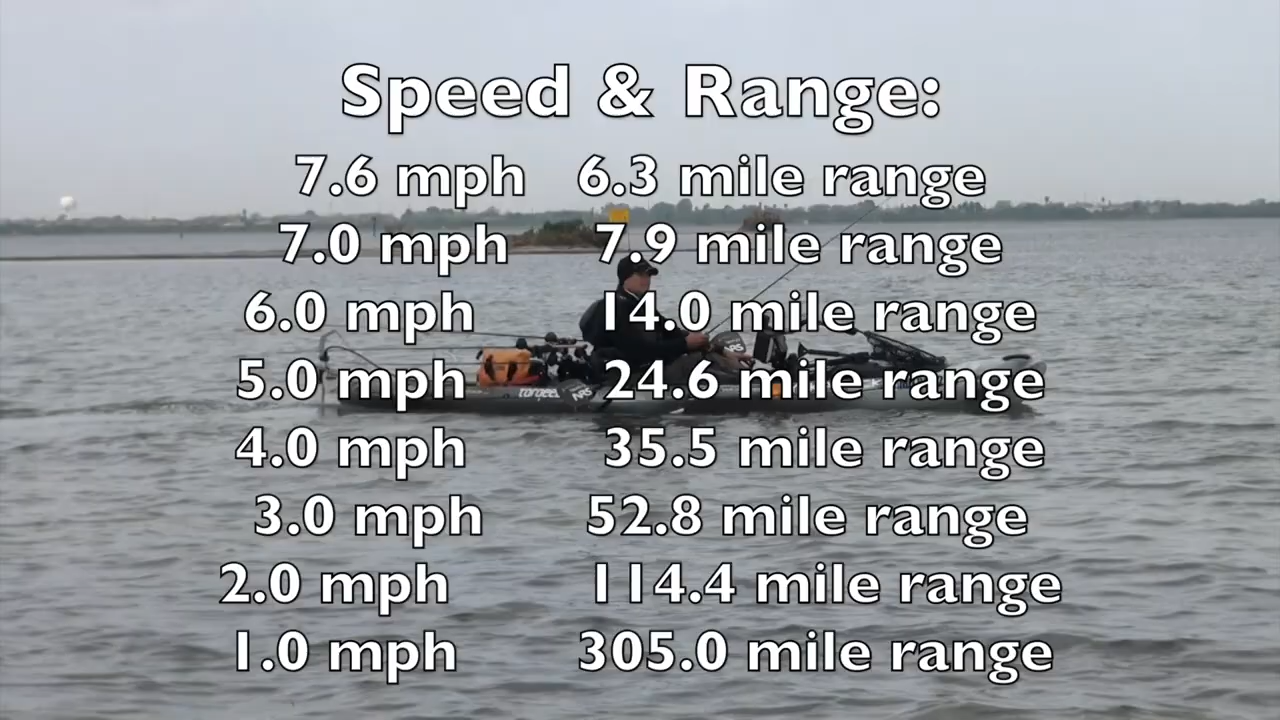 Speed & Range:
7.6 mph 6.3 mile range
7.0 mph 7.9 mile range
6.0 mph 14.0 mile range
5.0 mph 24.6 mile range
4.0 mph 35.5 mile range
3.0 mph 52.8 mile range
2.0 mph 114.4 mile range
1.0 mph 305.0 mile range
NRS
torqeedo
NRS